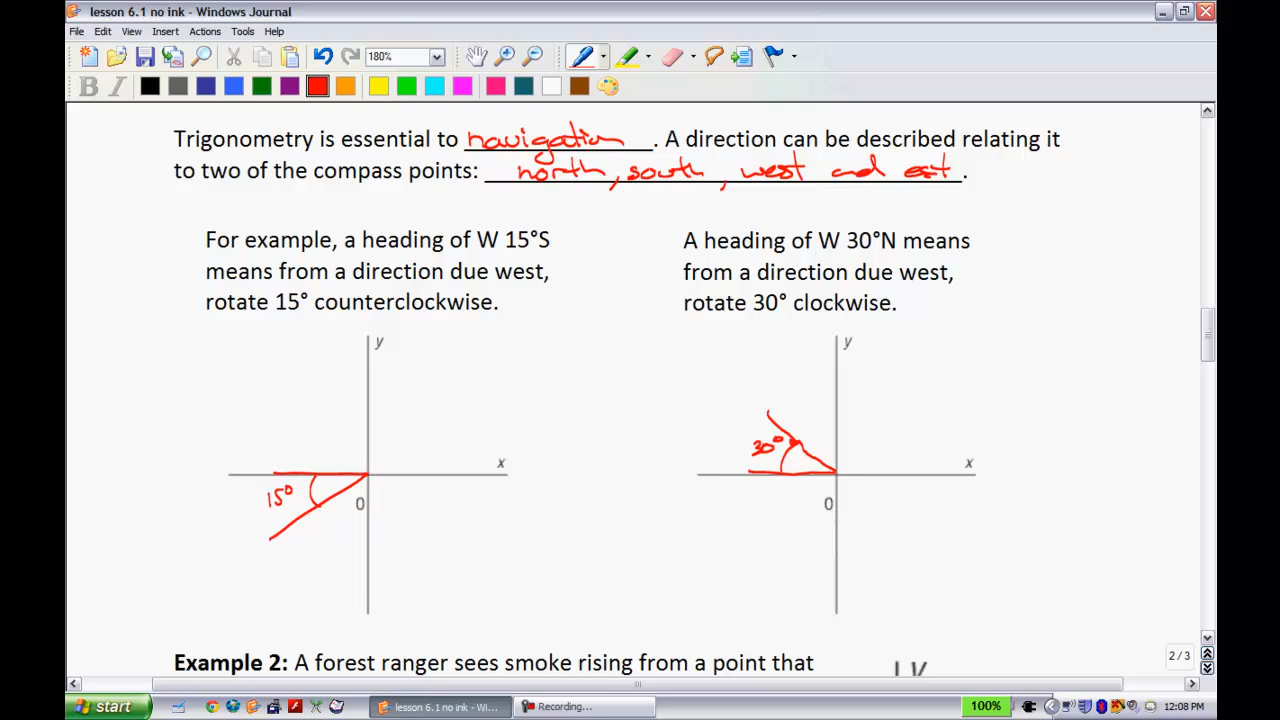 lesson 6.1 no ink - Windows Journal
File Edit View Insert Actions Tools Help
180%
B I
Trigonometry is essential to navigation. A direction can be described relating it
to two of the compass points: north, south, west and east.
For example, a heading of W 15°S
means from a direction due west,
rotate 15° counterclockwise.
A heading of W 30°N means
from a direction due west,
rotate 30° clockwise.
y
x
0
15°
y
x
0
30°
Example 2: A forest ranger sees smoke rising from a point that
2/3
start
lesson 6.1 no ink - Wi...
Recording...
100%
12:08 PM